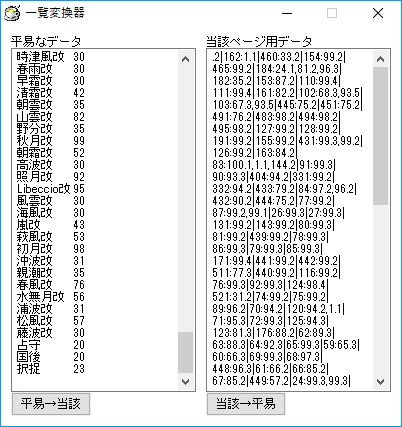 一覧変換器
平易なデータ
時津風改 30
春雨改 30
早霜改 30
清霜改 42
朝雲改 35
山雲改 82
野分改 35
秋月改 99
朝霜改 52
高波改 30
照月改 92
Libeccio改 95
風雲改 30
海風改 30
嵐改 43
萩風改 53
初月改 98
沖波改 31
親潮改 35
春風改 76
水無月改 56
浦波改 31
松風改 57
藤波改 30
占守 20
国後 20
択捉 23
平易→当該
当該ページ用データ
.2|162:1.1|460:33.2|154:99.2|
465:99.2|184:24.1,81.2,96.3|
182:35.2|153:87.2|110:99.4|
111:99.4|161:82.2|102:68.3,93.5|
103:67.3,93.5|445:75.2|451:75.2|
491:76.2|483:98.2|494:98.2|
495:98.2|127:99.2|128:99.2|
191:99.2|155:99.2|431:99.3,99.2|
126:99.2|163:84.2|
83:100.1,1.1,144.2|91:99.3|
90:93.3|404:94.2|331:99.2|
332:94.2|433:79.2|84:97.2,96.2|
432:90.2|444:75.2|77:99.2|
87:99.2,99.1|26:99.3|27:99.3|
131:99.2|143:99.2|80:99.3|
81:99.2|439:99.2|78:99.3|
86:99.3|79:99.3|85:99.3|
171:99.4|441:99.2|442:99.2|
511:77.3|440:99.2|116:99.2|
76:99.3|92:99.3|124:98.4|
521:31.2|74:99.2|75:99.2|
89:96.2|70:94.2|120:94.2,1.1|
71:95.3|72:99.3|125:94.3|
123:81.3|176:88.2|62:89.3|
63:88.3|64:92.3|65:99.3|59:65.3|
60:66.3|69:99.3|68:97.3|
448:96.3|61:66.2|66:85.2|
67:85.2|449:57.2|24:99.3,99.3|
当該→平易